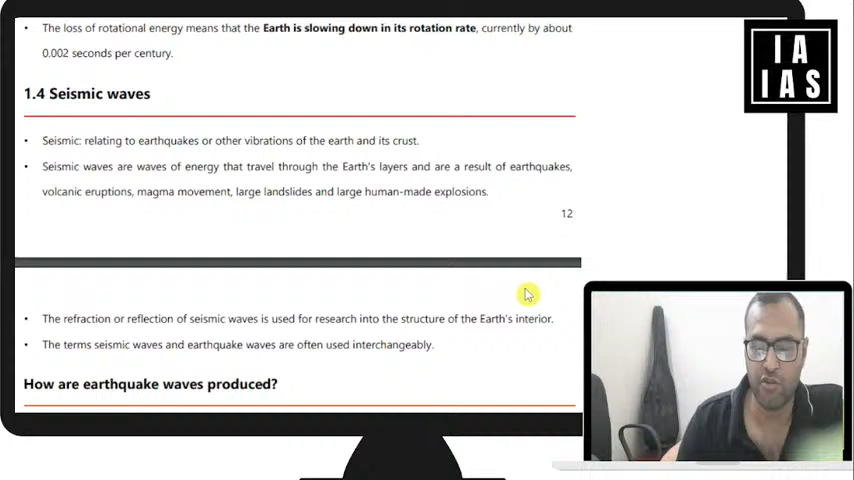 The loss of rotational energy means that the Earth is slowing down in its rotation rate, currently by about
0.002 seconds per century.
IA
IAS
1.4 Seismic waves
Seismic: relating to earthquakes or other vibrations of the earth and its crust.
Seismic waves are waves of energy that travel through the Earth's layers and are a result of earthquakes,
volcanic eruptions, magma movement, large landslides and large human-made explosions.
12
The refraction or reflection of seismic waves is used for research into the structure of the Earth's interior.
The terms seismic waves and earthquake waves are often used interchangeably.
How are earthquake waves produced?